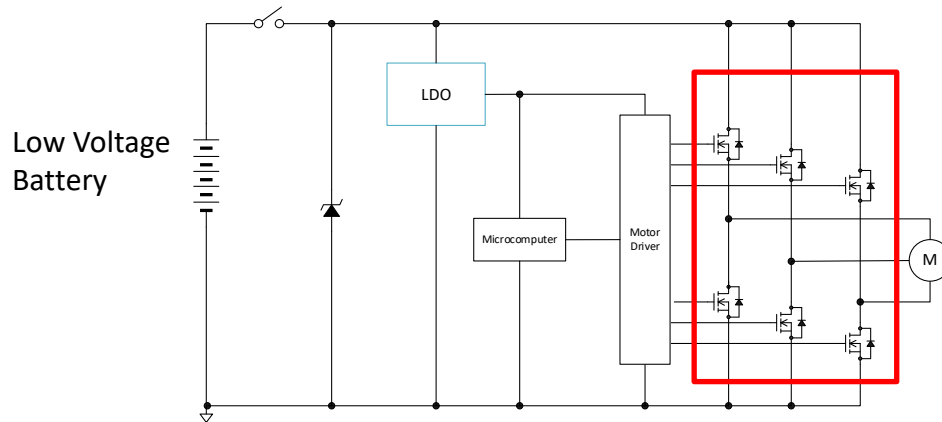 LDO
Low Voltage
Battery
Microcomputer
Motor
Driver
M